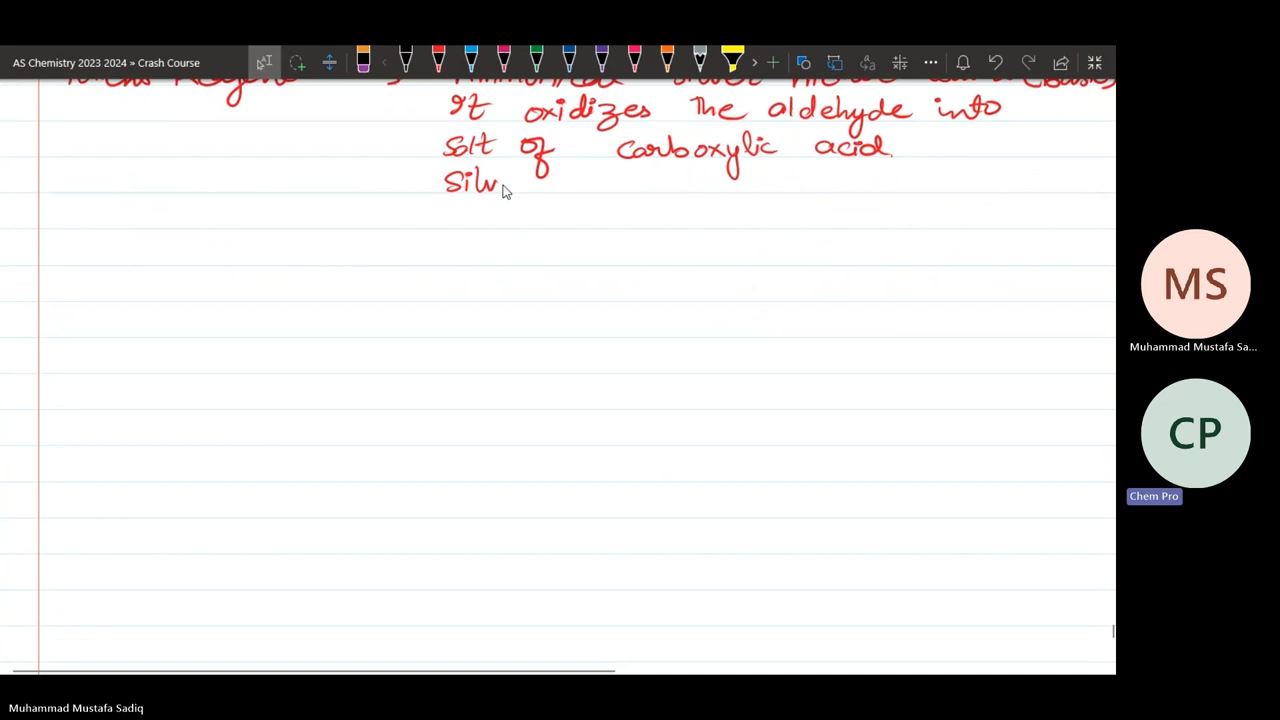 AS Chemistry 2023 2024 » Crash Course
It oxidizes the aldehyde into
Salt of carboxylic acid.
Silv
MS
Muhammad Mustafa Sa...
CP
Chem Pro
Muhammad Mustafa Sadiq